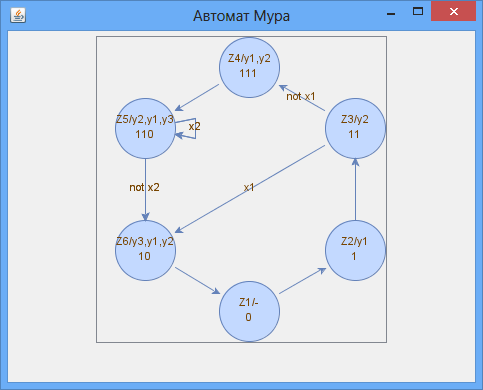 Автомат Мура
Z4/y1,y2
111
not x1
Z5/y2,y1,y3
110
x2
Z3/y2
11
not x2
x1
Z6/y3,y1,y2
10
Z2/y1
1
Z1/-
0